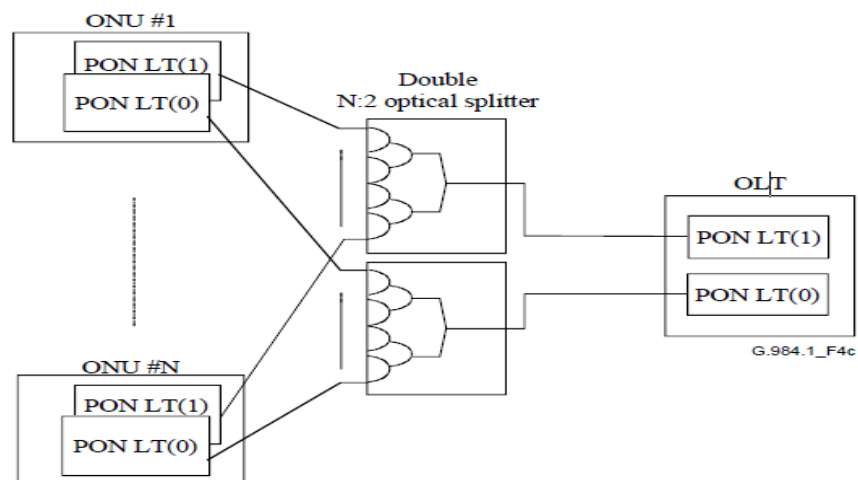 ONU #1
PON LT(1)
PON LT(0)
Double
N:2 optical splitter
OLT
PON LT(1)
PON LT(0)
G.984.1_F4c
ONU #N
PON LT(1)
PON LT(0)